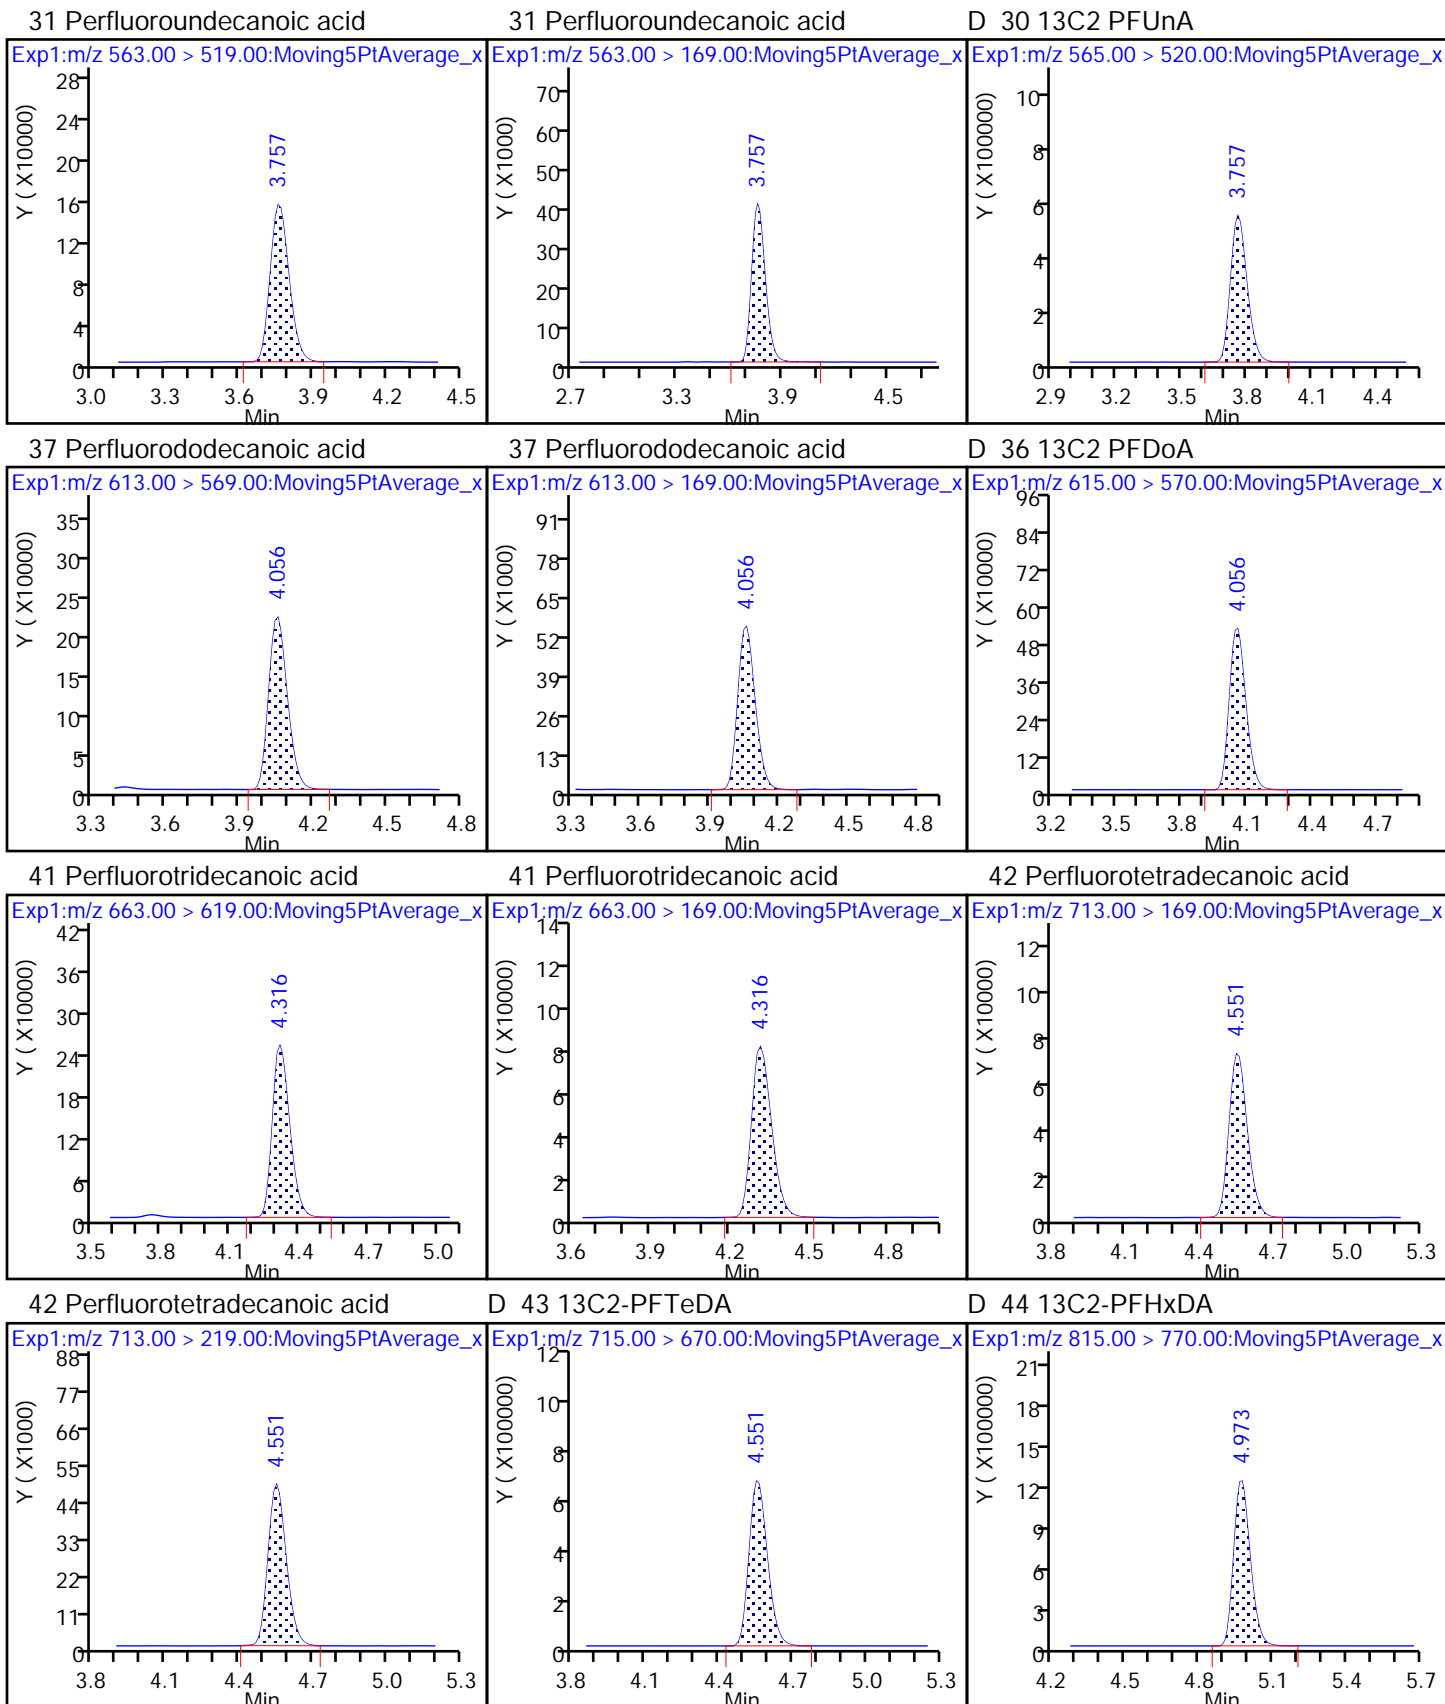 31 Perfluoroundecanoic acid
Exp1:m/z 563.00 > 519.00:Moving5PtAverage_x
Y ( X10000)
28
24
20
16
12
8
4
0
3.757
3.0 3.3 3.6 3.9 4.2 4.5
Min
31 Perfluoroundecanoic acid
Exp1:m/z 563.00 > 169.00:Moving5PtAverage_x
Y ( X1000)
70
60
50
40
30
20
10
0
3.757
2.7 3.3 3.9 4.5
Min
D 30 13C2 PFUnA
Exp1:m/z 565.00 > 520.00:Moving5PtAverage_x
Y ( X100000)
10
8
6
4
2
0
3.757
2.9 3.2 3.5 3.8 4.1 4.4
Min
37 Perfluorododecanoic acid
Exp1:m/z 613.00 > 569.00:Moving5PtAverage_x
Y ( X10000)
35
30
25
20
15
10
5
0
4.056
3.3 3.6 3.9 4.2 4.5 4.8
Min
37 Perfluorododecanoic acid
Exp1:m/z 613.00 > 169.00:Moving5PtAverage_x
Y ( X1000)
91
78
65
52
39
26
13
0
4.056
3.3 3.6 3.9 4.2 4.5 4.8
Min
D 36 13C2 PFDoA
Exp1:m/z 615.00 > 570.00:Moving5PtAverage_x
Y ( X10000)
96
84
72
60
48
36
24
12
0
4.056
3.2 3.5 3.8 4.1 4.4 4.7
Min
41 Perfluorotridecanoic acid
Exp1:m/z 663.00 > 619.00:Moving5PtAverage_x
Y ( X10000)
42
36
30
24
18
12
6
0
4.316
3.5 3.8 4.1 4.4 4.7 5.0
Min
41 Perfluorotridecanoic acid
Exp1:m/z 663.00 > 169.00:Moving5PtAverage_x
Y ( X10000)
14
12
10
8
6
4
2
0
4.316
3.6 3.9 4.2 4.5 4.8
Min
42 Perfluorotetradecanoic acid
Exp1:m/z 713.00 > 169.00:Moving5PtAverage_x
Y ( X10000)
12
10
8
6
4
2
0
4.551
3.8 4.1 4.4 4.7 5.0 5.3
Min
42 Perfluorotetradecanoic acid
Exp1:m/z 713.00 > 219.00:Moving5PtAverage_x
Y ( X1000)
88
77
66
55
44
33
22
11
0
4.551
3.8 4.1 4.4 4.7 5.0 5.3
Min
D 43 13C2-PFTeDA
Exp1:m/z 715.00 > 670.00:Moving5PtAverage_x
Y ( X100000)
12
10
8
6
4
2
0
4.551
3.8 4.1 4.4 4.7 5.0 5.3
Min
D 44 13C2-PFHxDA
Exp1:m/z 815.00 > 770.00:Moving5PtAverage_x
Y ( X100000)
21
18
15
12
9
6
3
0
4.973
4.2 4.5 4.8 5.1 5.4 5.7
Min